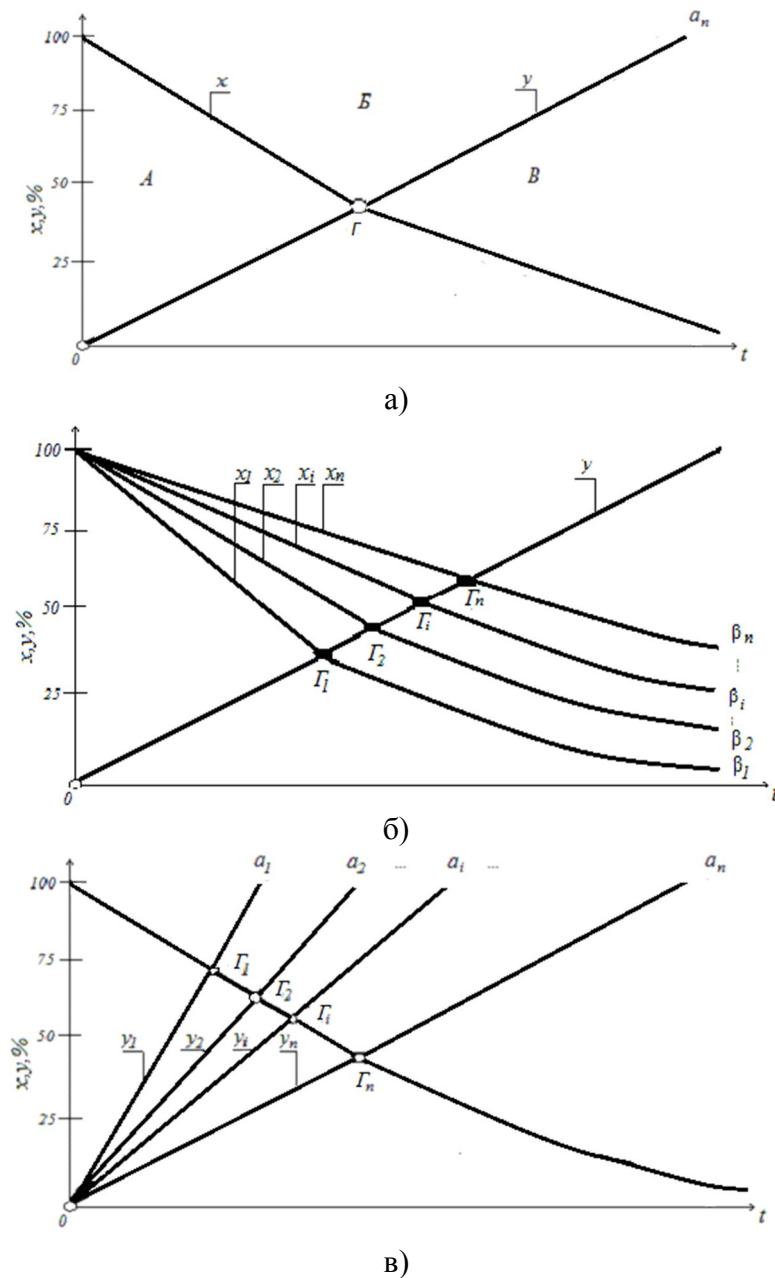 a_n
100
x
y
Б
75
А
В
50
x,y,%
Г
25
0
t
а)
100
x_1 x_2 x_i x_n
y
75
50
x,y,%
Г_n
Г_i
Г_2
Г_1
β_n
25
β_i
β_2
β_1
0
t
б)
a_1 a_2 ... a_i ... a_n
100
75
Г_1
Г_2
Г_i
50
y_1 y_2 y_i y_n
x,y,%
Г_n
25
0
t
в)